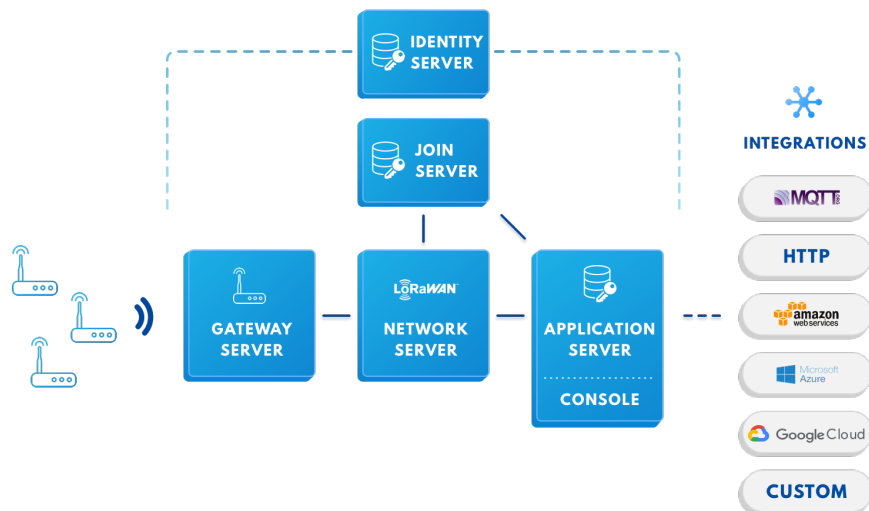 IDENTITY
SERVER
JOIN
SERVER
INTEGRATIONS
MQTT
HTTP
amazon
web services
Microsoft
Azure
Google Cloud
CUSTOM
GATEWAY
SERVER
LoRaWAN
NETWORK
SERVER
APPLICATION
SERVER
CONSOLE